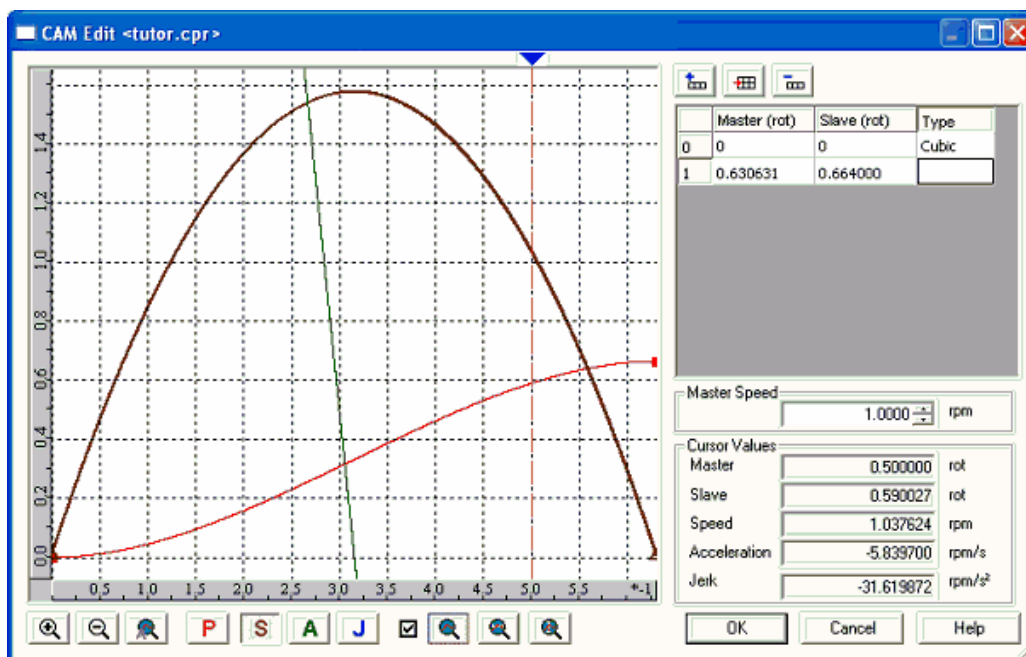 CAM Edit <tutor.cpr>
Master (rot) Slave (rot) Type
0 0 0 Cubic
1 0.630631 0.664000
1,4
1,2
1,0
0,8
0,6
0,4
0,2
0,0
0,5 1,0 1,5 2,0 2,5 3,0 3,5 4,0 4,5 5,0 5,5 *-1
Master Speed
1.0000 rpm
Cursor Values
Master 0.500000 rot
Slave 0.590027 rot
Speed 1.037624 rpm
Acceleration -5.839700 rpm/s
Jerk -31.619872 rpm/s²
P S A J
OK Cancel Help